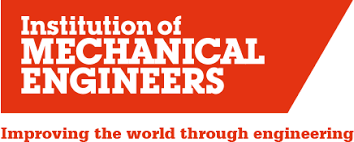 Institution of
MECHANICAL
ENGINEERS
Improving the world through engineering